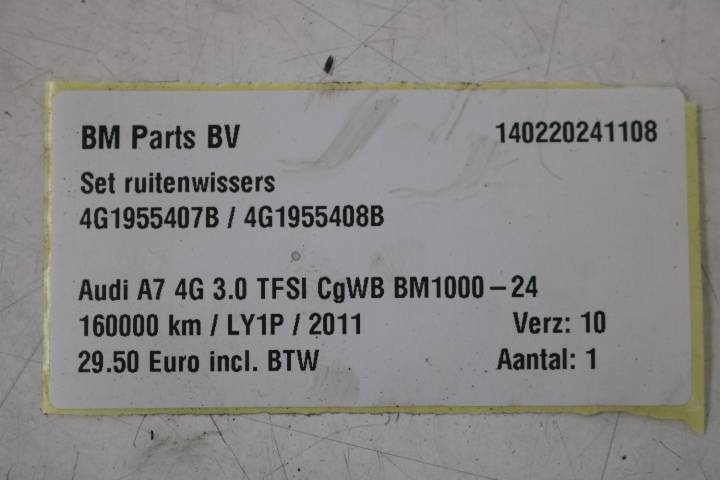 BM Parts BV 140220241108
Set ruitenwissers
4G1955407B / 4G1955408B
Audi A7 4G 3.0 TFSI CgWB BM1000-24
160000 km / LY1P / 2011 Verz: 10
29.50 Euro incl. BTW Aantal: 1